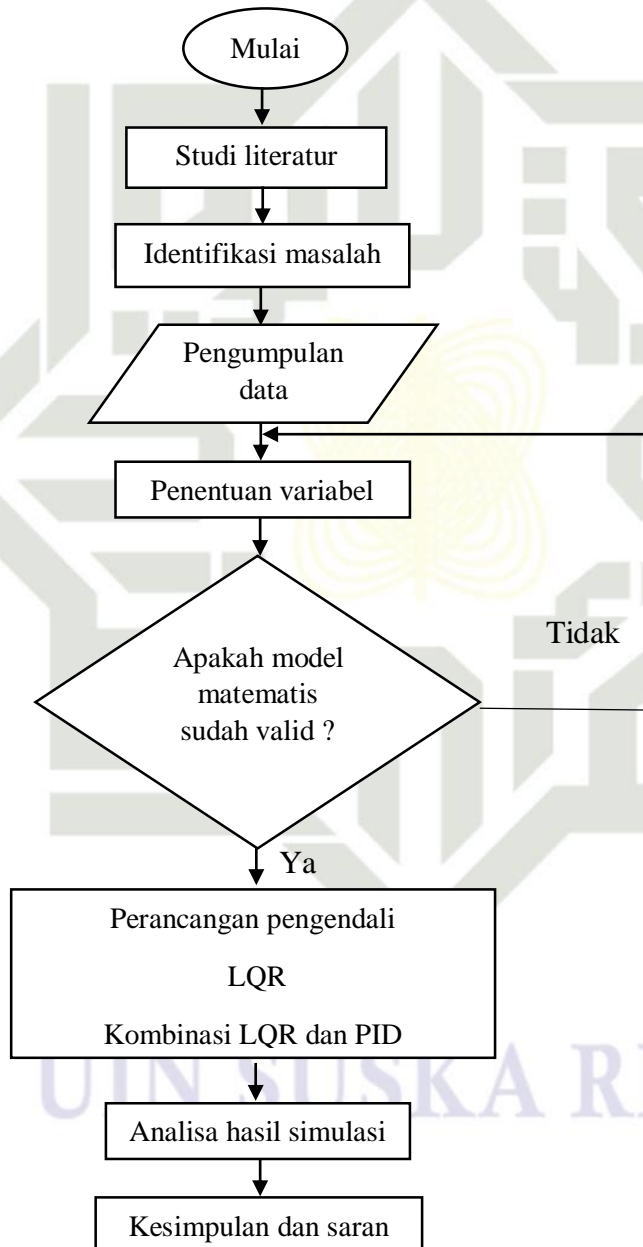 Mulai
Studi literatur
Identifikasi masalah
Pengumpulan
data
Penentuan variabel
Tidak
Apakah model
matematis
sudah valid ?
Ya
Perancangan pengendali
LQR
Kombinasi LQR dan PID
UIN SUSKA
Analisa hasil simulasi
Kesimpulan dan saran